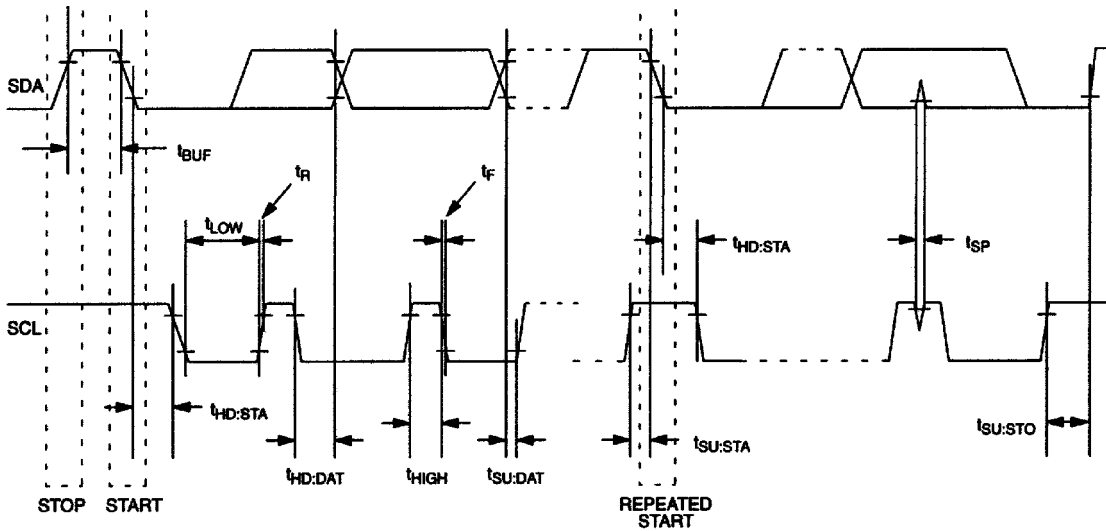 SDA
tBUF
tR
tF
tLOW
tHD:STA
tSP
SCL
tHD:STA
tSU:STA
tSU:STO
tHD:DAT
tHIGH
tSU:DAT
STOP
START
REPEATED
START